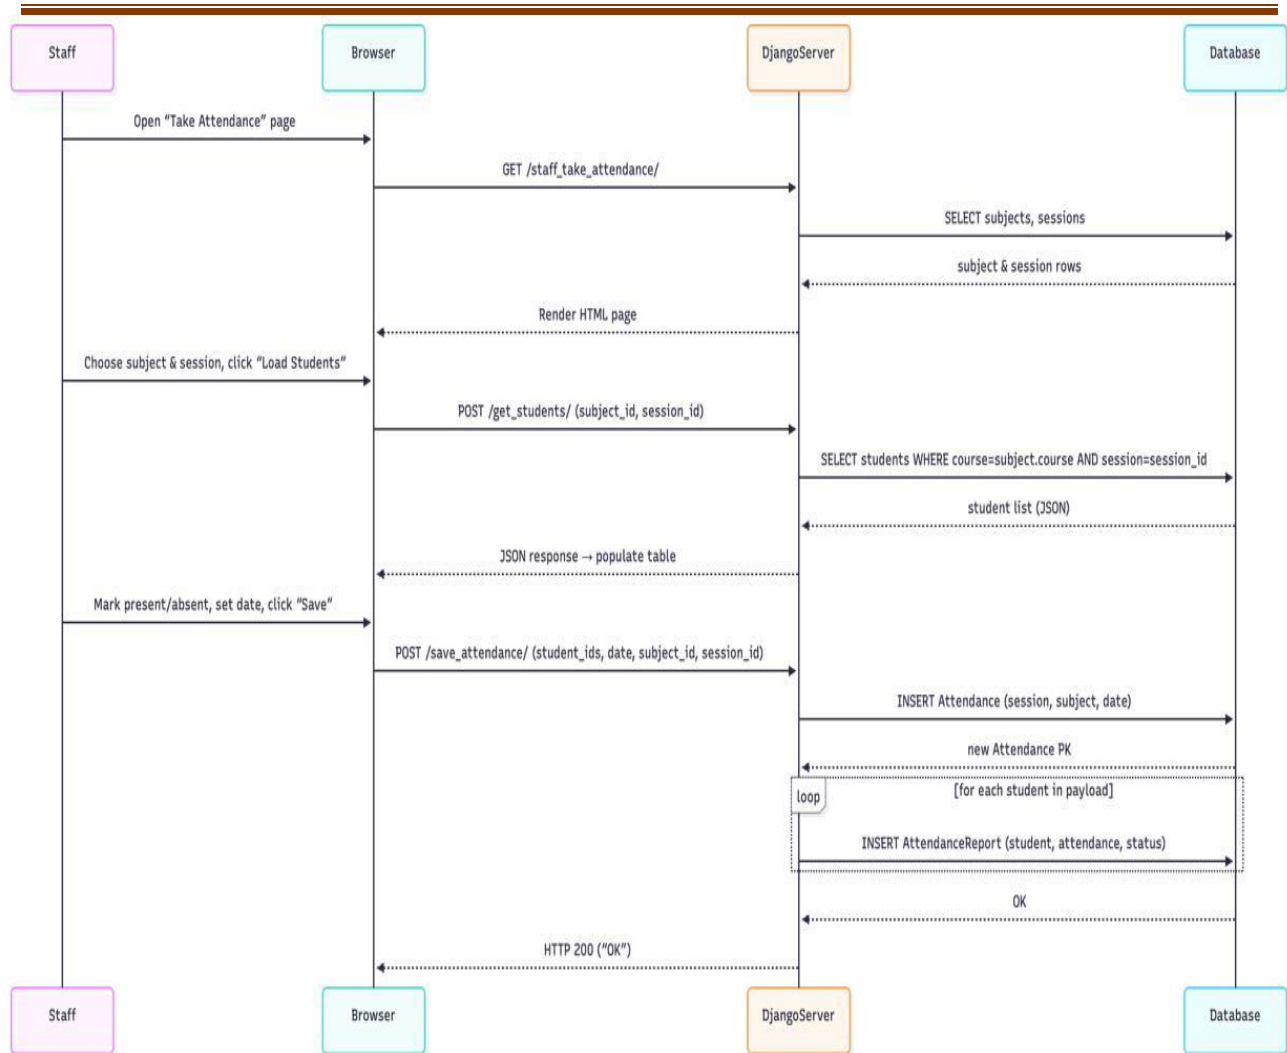 Staff
Browser
DjangoServer
Database
Open “Take Attendance” page
GET /staff_take_attendance/
SELECT subjects, sessions
subject & session rows
Render HTML page
Choose subject & session, click “Load Students”
POST /get_students/ (subject_id, session_id)
SELECT students WHERE course=subject.course AND session=session_id
student list (JSON)
JSON response → populate table
Mark present/absent, set date, click “Save”
POST /save_attendance/ (student_ids, date, subject_id, session_id)
INSERT Attendance (session, subject, date)
new Attendance PK
loop
[for each student in payload]
INSERT AttendanceReport (student, attendance, status)
OK
HTTP 200 (“OK”)
Staff
Browser
DjangoServer
Database